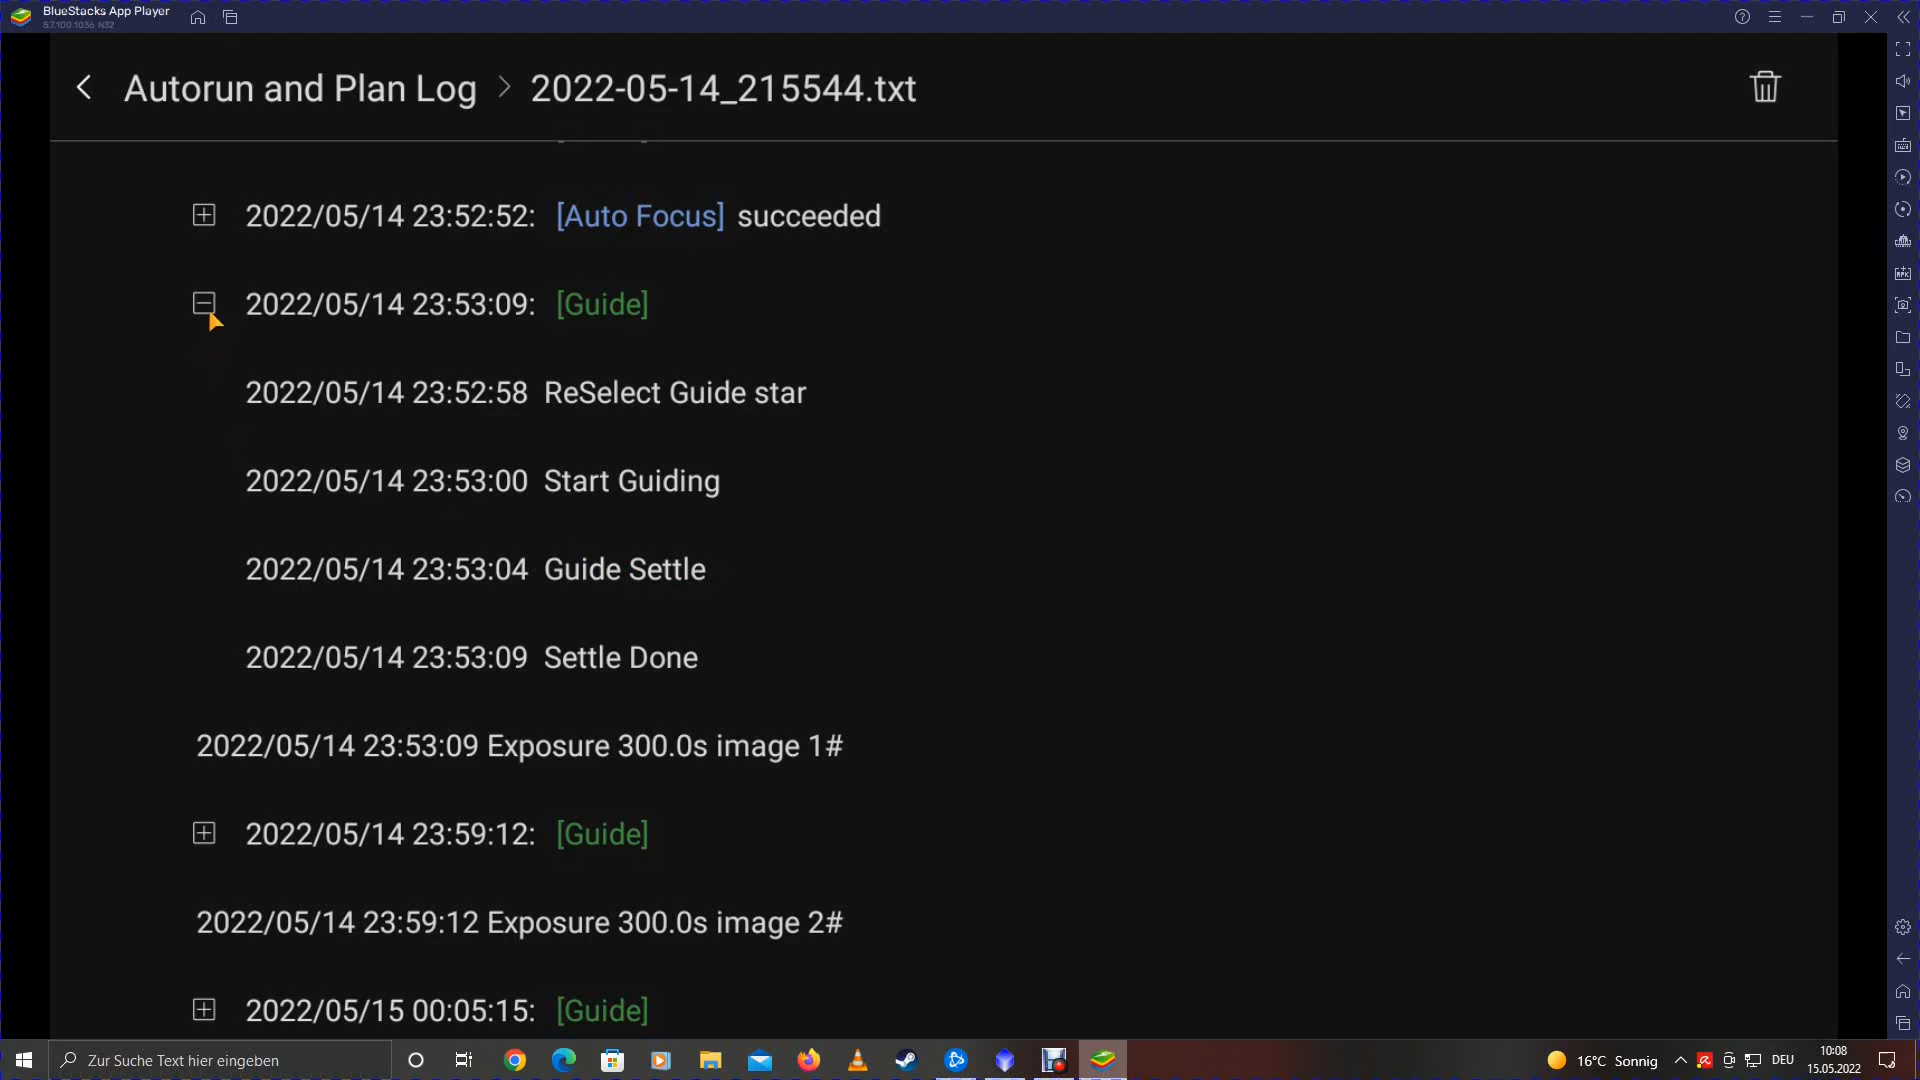 BlueStacks App Player
5.7.100.1036 N32
Autorun and Plan Log > 2022-05-14_215544.txt
2022/05/14 23:52:52: [Auto Focus] succeeded
2022/05/14 23:53:09: [Guide]
2022/05/14 23:52:58 ReSelect Guide star
2022/05/14 23:53:00 Start Guiding
2022/05/14 23:53:04 Guide Settle
2022/05/14 23:53:09 Settle Done
2022/05/14 23:53:09 Exposure 300.0s image 1#
2022/05/14 23:59:12: [Guide]
2022/05/14 23:59:12 Exposure 300.0s image 2#
2022/05/15 00:05:15: [Guide]
Zur Suche Text hier eingeben
16°C Sonnig
DEU
10:08
15.05.2022